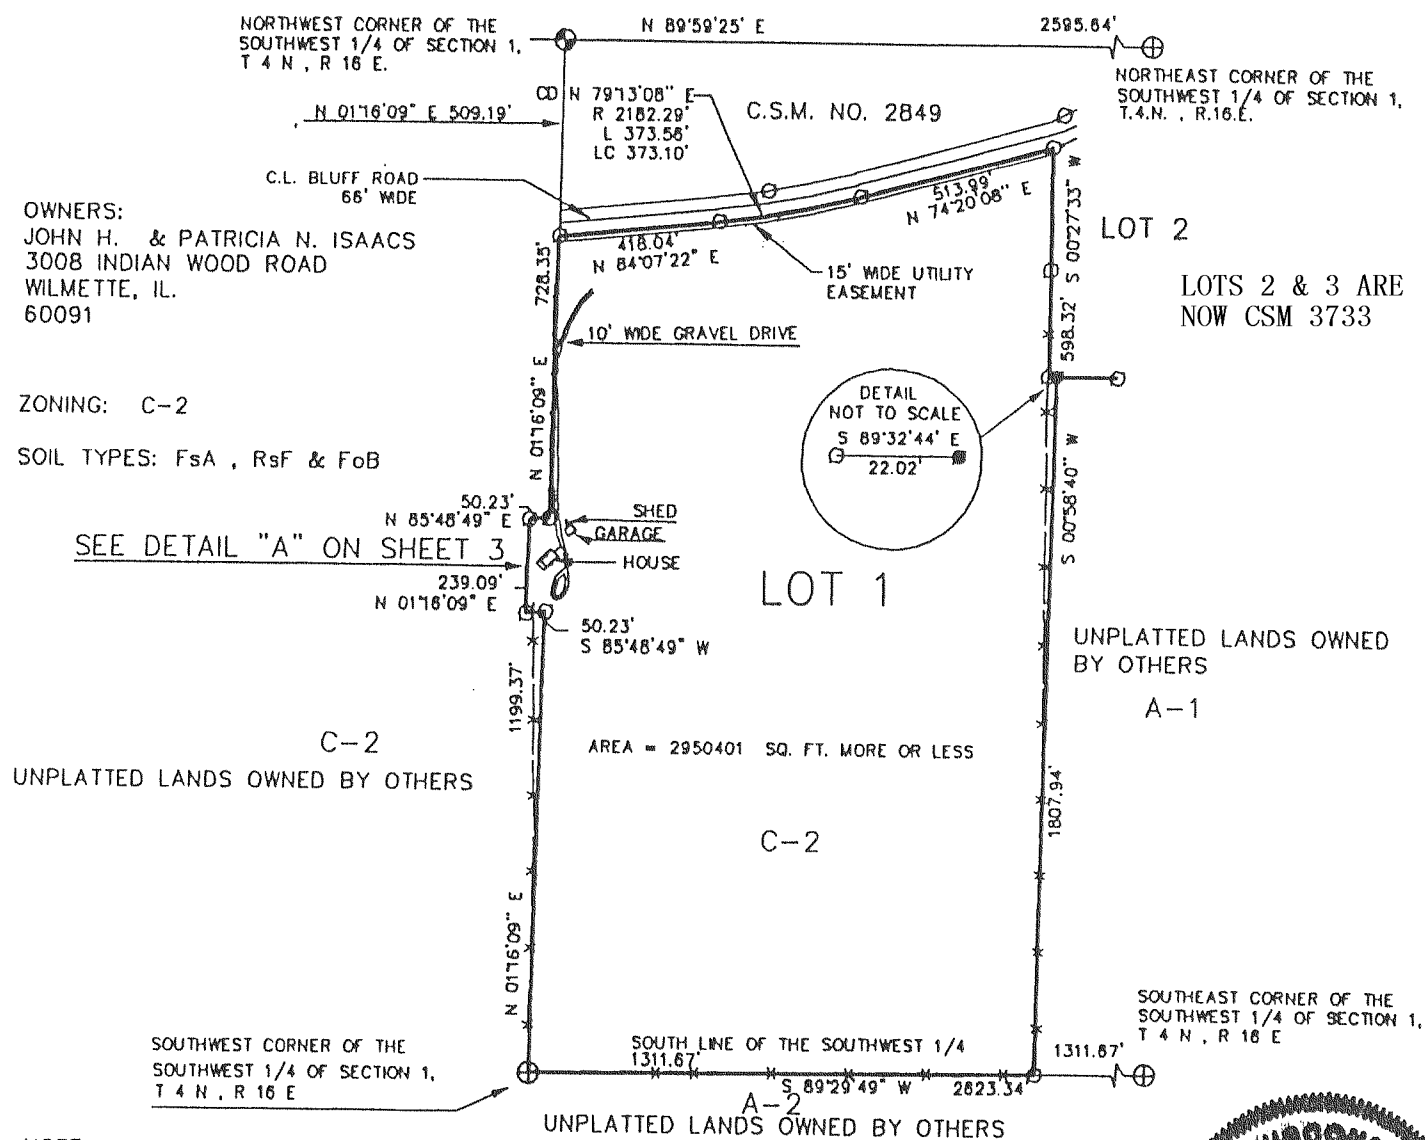 NORTHWEST CORNER OF THE
SOUTHWEST 1/4 OF SECTION 1,
T 4 N , R 16 E.
N 89°59'25" E
2595.64'
NORTHEAST CORNER OF THE
SOUTHWEST 1/4 OF SECTION 1,
T.4.N. , R.16.E.
N 01°16'09" E 509.19'
CD N 79°13'08" E
R 2182.29'
L 373.56'
LC 373.10'
C.S.M. NO. 2849
C.L. BLUFF ROAD
66' WIDE
OWNERS:
JOHN H. & PATRICIA N. ISAACS
3008 INDIAN WOOD ROAD
WILMETTE, IL.
60091
418.04'
N 84°07'22" E
513.99'
N 74°20'08" E
15' WIDE UTILITY
EASEMENT
S 00°27'33" W
598.32'
LOT 2
LOTS 2 & 3 ARE
NOW CSM 3733
728.35'
N 01°16'09" E
10' WIDE GRAVEL DRIVE
ZONING: C-2
SOIL TYPES: FsA , RsF & FoB
DETAIL
NOT TO SCALE
S 89°32'44" E
22.02'
S 00°58'40" W
1807.94'
50.23'
N 85°48'49" E
SHED
GARAGE
HOUSE
SEE DETAIL "A" ON SHEET 3
239.09'
N 01°16'09" E
50.23'
S 85°48'49" W
LOT 1
UNPLATTED LANDS OWNED
BY OTHERS
A-1
1199.37'
N 01°16'09" E
C-2
UNPLATTED LANDS OWNED BY OTHERS
AREA = 2950401 SQ. FT. MORE OR LESS
C-2
SOUTHWEST CORNER OF THE
SOUTHWEST 1/4 OF SECTION 1,
T 4 N , R 16 E
SOUTH LINE OF THE SOUTHWEST 1/4
1311.67'
S 89°29'49" W
2623.34'
1311.67'
SOUTHEAST CORNER OF THE
SOUTHWEST 1/4 OF SECTION 1,
T 4 N , R 16 E
A-2
UNPLATTED LANDS OWNED BY OTHERS